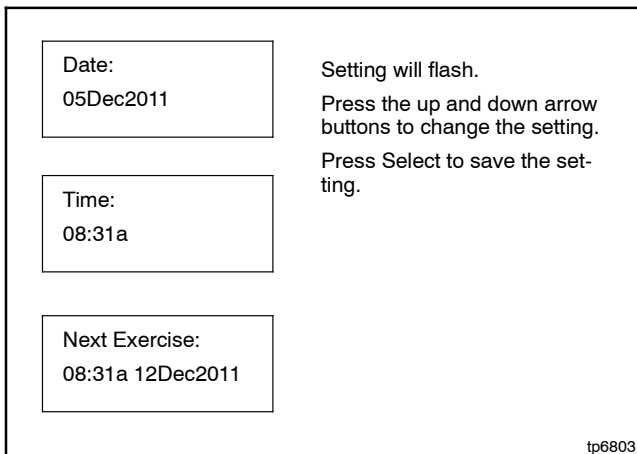 Date:
05Dec2011
Time:
08:31a
Next Exercise:
08:31a 12Dec2011
Setting will flash.
Press the up and down arrow
buttons to change the setting.
Press Select to save the set-
ting.
tp6803